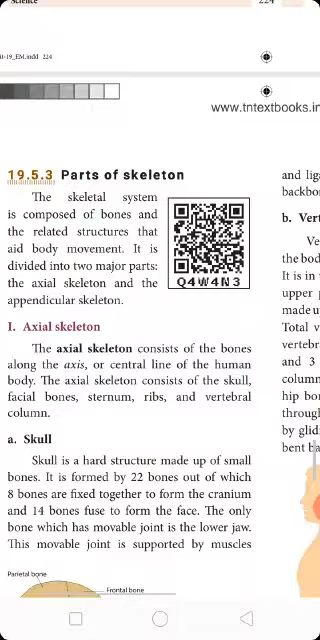 Science 224
it-19_EM.indd 224
www.tntextbooks.in
19.5.3 Parts of skeleton
The skeletal system
is composed of bones and
the related structures that
aid body movement. It is
divided into two major parts:
the axial skeleton and the
appendicular skeleton.
Q4W4N3
I. Axial skeleton
The axial skeleton consists of the bones
along the axis, or central line of the human
body. The axial skeleton consists of the skull,
facial bones, sternum, ribs, and vertebral
column.
a. Skull
Skull is a hard structure made up of small
bones. It is formed by 22 bones out of which
8 bones are fixed together to form the cranium
and 14 bones fuse to form the face. The only
bone which has movable joint is the lower jaw.
This movable joint is supported by muscles
Parietal bone
Frontal bone
and liga
backbo
b. Vert
Ve
the bod
It is in
upper p
made u
Total v
vertebr
and 3
column
hip bo
through
by glid
bent ba